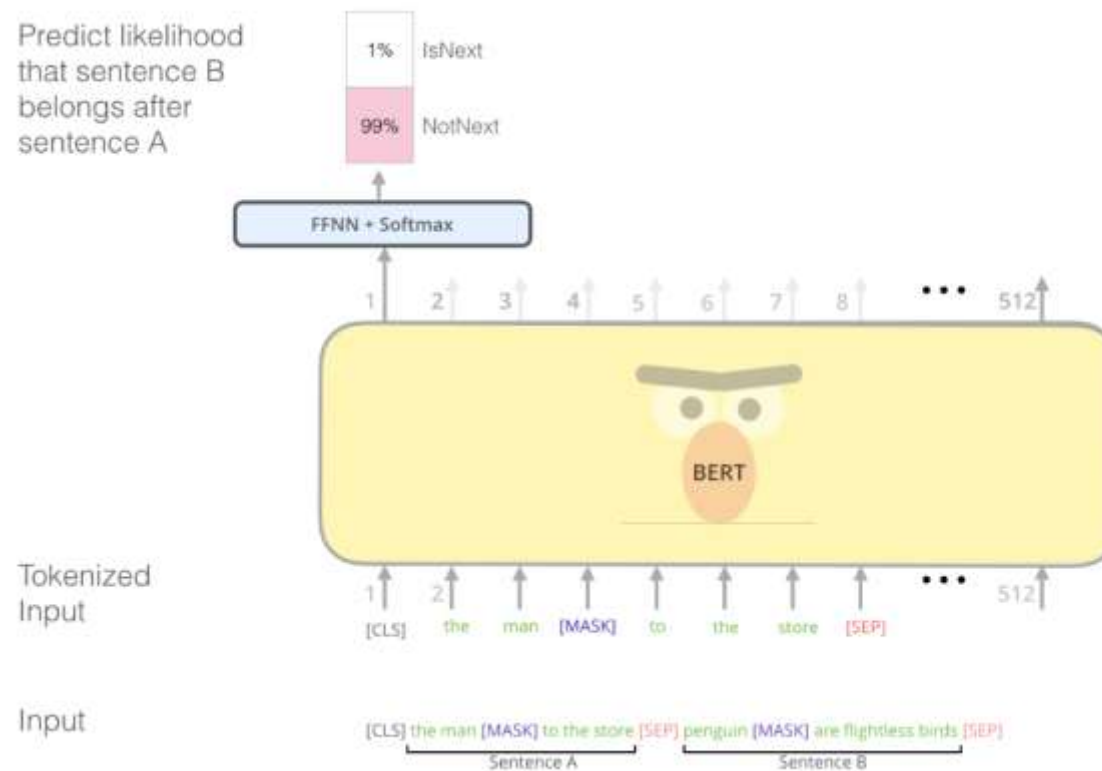 Predict likelihood
that sentence B
belongs after
sentence A
1% IsNext
99% NotNext
FFNN + Softmax
1 2 3 4 5 6 7 8 ••• 512
BERT
Tokenized
Input
1 2 ••• 512
[CLS] the man [MASK] to the store [SEP]
Input
[CLS] the man [MASK] to the store [SEP] penguin [MASK] are flightless birds [SEP]
Sentence A Sentence B